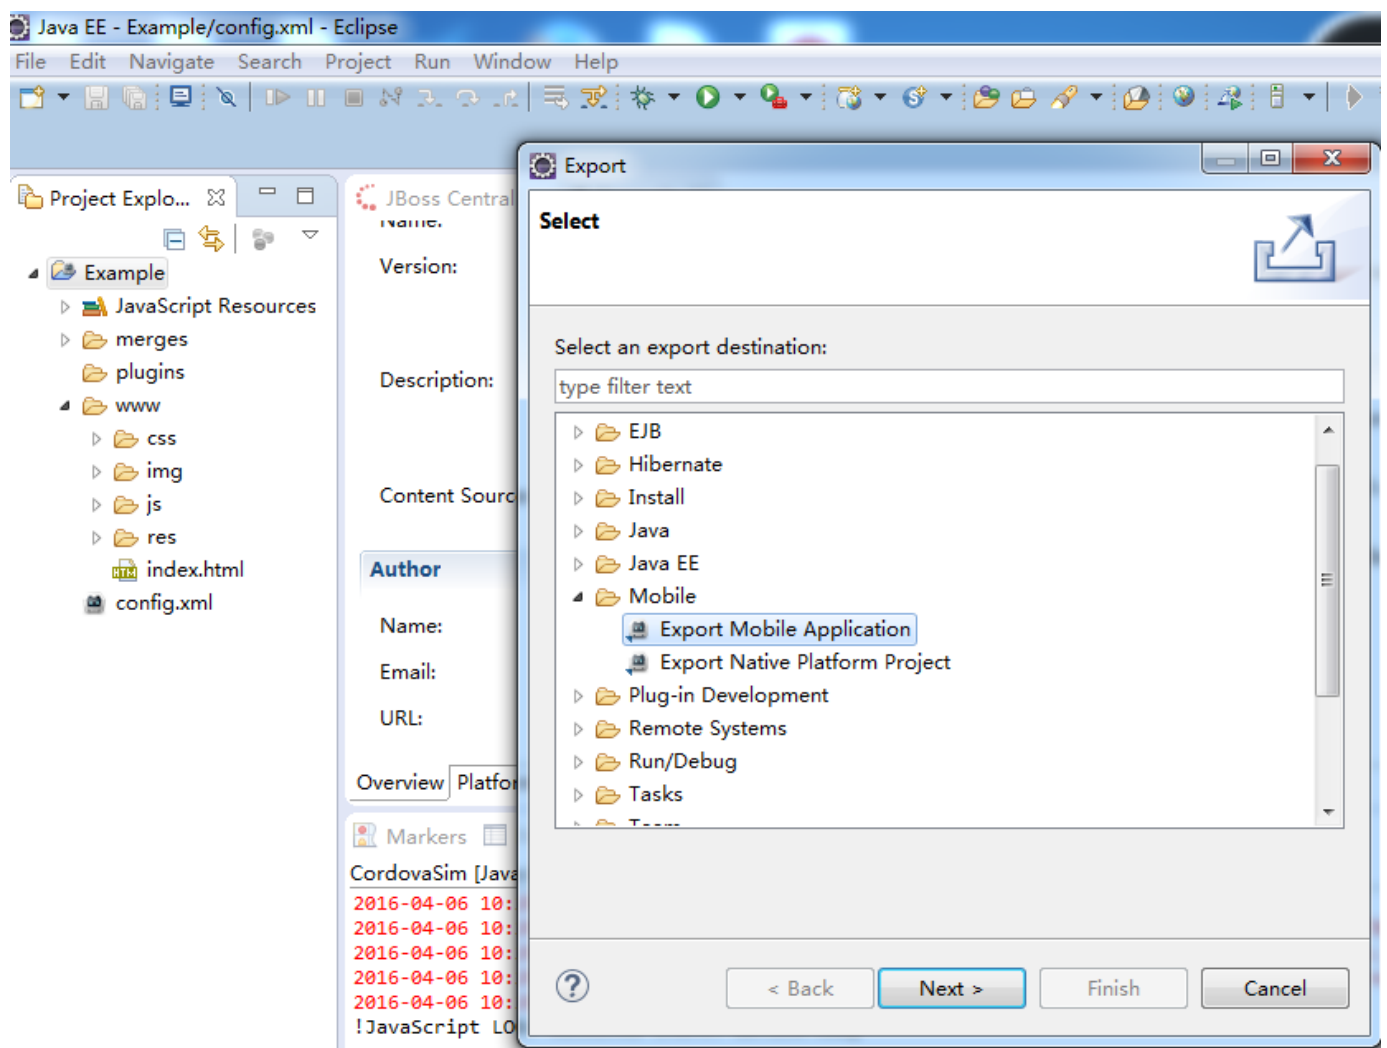 Java EE - Example/config.xml - Eclipse
File Edit Navigate Search Project Run Window Help
Project Explo...
Example
JavaScript Resources
merges
plugins
www
css
img
js
res
index.html
config.xml
JBoss Central
Name:
Version:
Description:
Content Sourc
Author
Name:
Email:
URL:
Overview Platfor
Markers
CordovaSim [Java
2016-04-06 10:
2016-04-06 10:
2016-04-06 10:
2016-04-06 10:
2016-04-06 10:
!JavaScript LO
Export
Select
Select an export destination:
type filter text
EJB
Hibernate
Install
Java
Java EE
Mobile
Export Mobile Application
Export Native Platform Project
Plug-in Development
Remote Systems
Run/Debug
Tasks
Team
< Back Next > Finish Cancel